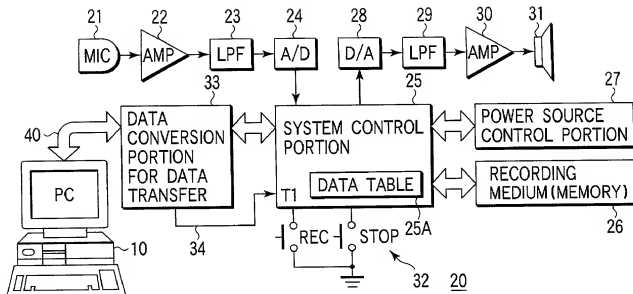 21 22 23 24 28 29 30 31
MIC AMP LPF A/D D/A LPF AMP
33 25 27
40
DATA
CONVERSION
PORTION
FOR DATA
TRANSFER
SYSTEM CONTROL
PORTION
T1
DATA TABLE
25A
POWER SOURCE
CONTROL PORTION
RECORDING
MEDIUM(MEMORY)
26
PC
10
34
REC STOP
32
20